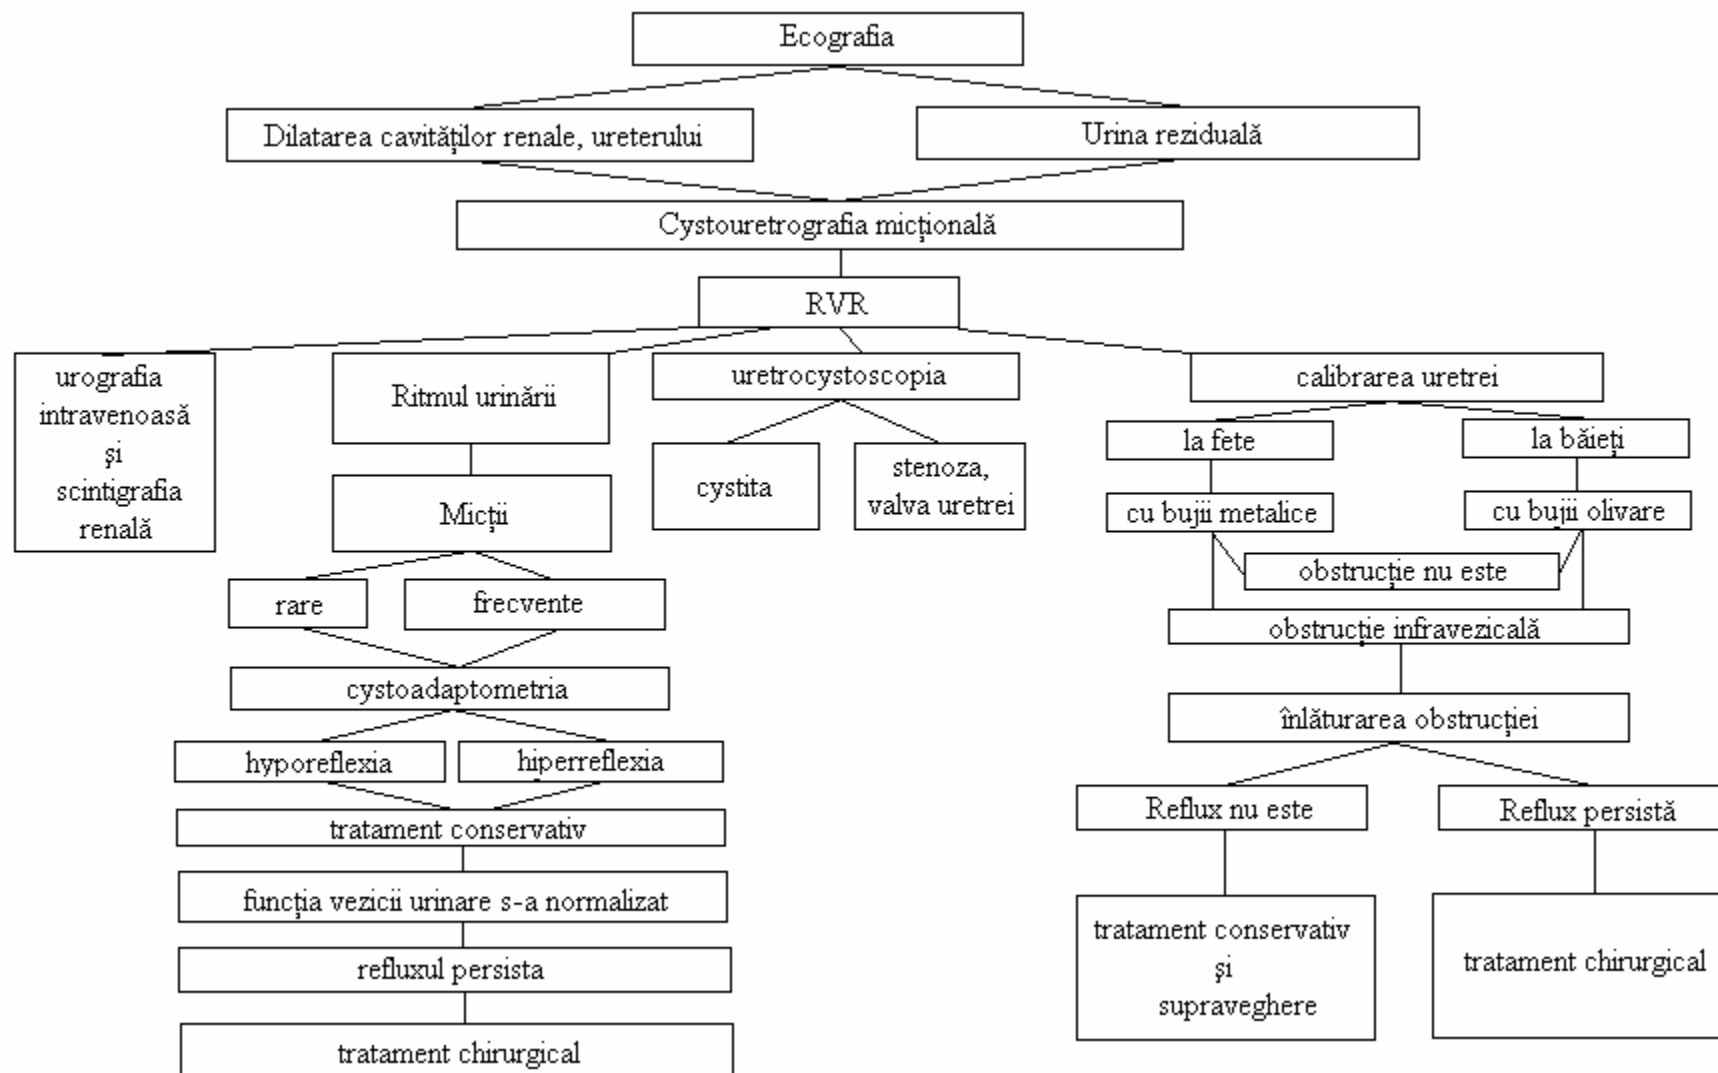 Ecografia
Dilatarea cavităţilor renale, ureterului
Urina reziduală
Cystouretrografia micţională
RVR
urografia
intravenoasă
şi
scintigrafia
renală
Ritmul urinării
uretrocystoscopia
calibrarea uretrei
cystita
stenoza,
valva uretrei
la fete
la băieţi
Micţii
cu bujii metalice
cu bujii olivare
obstrucţie nu este
rare
frecvente
obstrucţie infravezicală
cystoadaptometria
înlăturarea obstrucţiei
hyporeflexia
hiperreflexia
Reflux nu este
Reflux persistă
tratament conservativ
funcţia vezicii urinare s-a normalizat
refluxul persista
tratament chirurgical
tratament conservativ
şi
supraveghere
tratament chirurgical